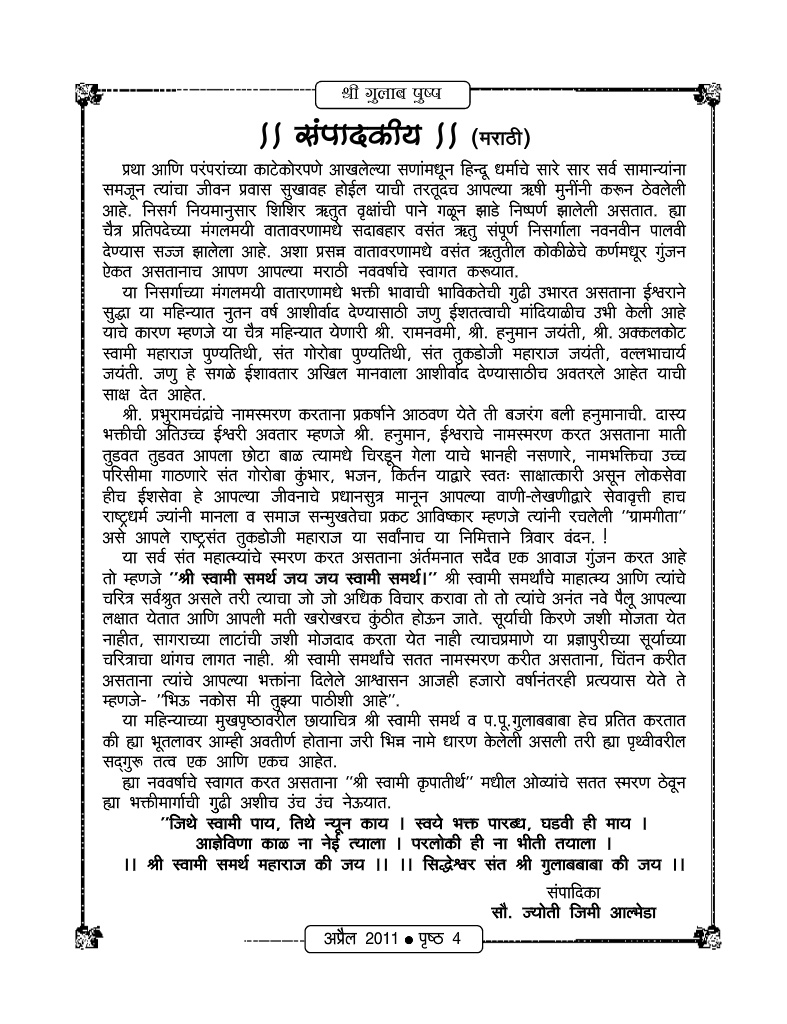 श्री गुलाब पुष्प
।। संपादकीय ।। (मराठी)
प्रथा आणि परंपरांच्या काटेकोरपणे आखलेल्या सणांमधून हिन्दू धर्माचे सारे सार सर्व सामान्यांना
समजून त्यांचा जीवन प्रवास सुखावह होईल याची तरतूदच आपल्या ऋषी मुनींनी करून ठेवलेली
आहे. निसर्ग नियमानुसार शिशिर ऋतुत वृक्षांची पाने गळून झाडे निष्पर्ण झालेली असतात. ह्या
चैत्र प्रतिपदेच्या मंगलमयी वातावरणामधे सदाबहार वसंत ऋतु संपूर्ण निसर्गाला नवनवीन पालवी
देण्यास सज्ज झालेला आहे. अशा प्रसन्न वातावरणामधे वसंत ऋतुतील कोकीळेचे कर्णमधूर गुंजन
ऐकत असतानाच आपण आपल्या मराठी नववर्षाचे स्वागत करूयात.
या निसर्गाच्या मंगलमयी वातारणामधे भक्ती भावाची भाविकतेची गुढी उभारत असताना ईश्वराने
सुद्धा या महिन्यात नुतन वर्ष आशीर्वाद देण्यासाठी जणु ईशतत्वाची मांदियाळीच उभी केली आहे
याचे कारण म्हणजे या चैत्र महिन्यात येणारी श्री. रामनवमी, श्री. हनुमान जयंती, श्री. अक्कलकोट
स्वामी महाराज पुण्यतिथी, संत गोरोबा पुण्यतिथी, संत तुकडोजी महाराज जयंती, वल्लभाचार्य
जयंती. जणु हे सगळे ईशावतार अखिल मानवाला आशीर्वाद देण्यासाठीच अवतरले आहेत याची
साक्ष देत आहेत.
श्री. प्रभुरामचंद्रांचे नामस्मरण करताना प्रकर्षाने आठवण येते ती बजरंग बली हनुमानाची. दास्य
भक्तीची अतिउच्च ईश्वरी अवतार म्हणजे श्री. हनुमान, ईश्वराचे नामस्मरण करत असताना माती
तुडवत तुडवत आपला छोटा बाळ त्यामधे चिरडून गेला याचे भानही नसणारे, नामभक्तिचा उच्च
परिसीमा गाठणारे संत गोरोबा कुंभार, भजन, किर्तन याद्वारे स्वतः साक्षात्कारी असून लोकसेवा
हीच ईशसेवा हे आपल्या जीवनाचे प्रधानसुत्र मानून आपल्या वाणी-लेखणीद्वारे सेवावृत्ती हाच
राष्ट्रधर्म ज्यांनी मानला व समाज सन्मुखतेचा प्रकट आविष्कार म्हणजे त्यांनी रचलेली ''ग्रामगीता''
असे आपले राष्ट्रसंत तुकडोजी महाराज या सर्वांनाच या निमित्ताने त्रिवार वंदन. !
या सर्व संत महात्म्यांचे स्मरण करत असताना अंर्तमनात सदैव एक आवाज गुंजन करत आहे
तो म्हणजे ''श्री स्वामी समर्थ जय जय स्वामी समर्थ।'' श्री स्वामी समर्थांचे माहात्म्य आणि त्यांचे
चरित्र सर्वश्रुत असले तरी त्याचा जो जो अधिक विचार करावा तो तो त्यांचे अनंत नवे पैलू आपल्या
लक्षात येतात आणि आपली मती खरोखरच कुंठीत होऊन जाते. सूर्याची किरणे जशी मोजता येत
नाहीत, सागराच्या लाटांची जशी मोजदाद करता येत नाही त्याचप्रमाणे या प्रज्ञापुरीच्या सूर्याच्या
चरित्राचा थांगच लागत नाही. श्री स्वामी समर्थांचे सतत नामस्मरण करीत असताना, चिंतन करीत
असताना त्यांचे आपल्या भक्तांना दिलेले आश्वासन आजही हजारो वर्षानंतरही प्रत्ययास येते ते
म्हणजे- ''भिऊ नकोस मी तुझ्या पाठीशी आहे''.
या महिन्याच्या मुखपृष्ठावरील छायाचित्र श्री स्वामी समर्थ व प.पू.गुलाबबाबा हेच प्रतित करतात
की ह्या भूतलावर आम्ही अवतीर्ण होताना जरी भिन्न नामे धारण केलेली असली तरी ह्या पृथ्वीवरील
सद्‌गुरू तत्व एक आणि एकच आहेत.
ह्या नववर्षाचे स्वागत करत असताना ''श्री स्वामी कृपातीर्थ'' मधील ओव्यांचे सतत स्मरण ठेवून
ह्या भक्तीमार्गाची गुढी अशीच उंच उंच नेऊयात.
''जिथे स्वामी पाय, तिथे न्यून काय । स्वये भक्त पारब्ध, घडवी ही माय ।
आज्ञेविणा काळ ना नेई त्याला । परलोकी ही ना भीती तयाला ।
।। श्री स्वामी समर्थ महाराज की जय ।। ।। सिद्धेश्वर संत श्री गुलाबबाबा की जय ।।
संपादिका
सौ. ज्योती जिमी आल्मेडा
अप्रैल 2011 ● पृष्ठ 4